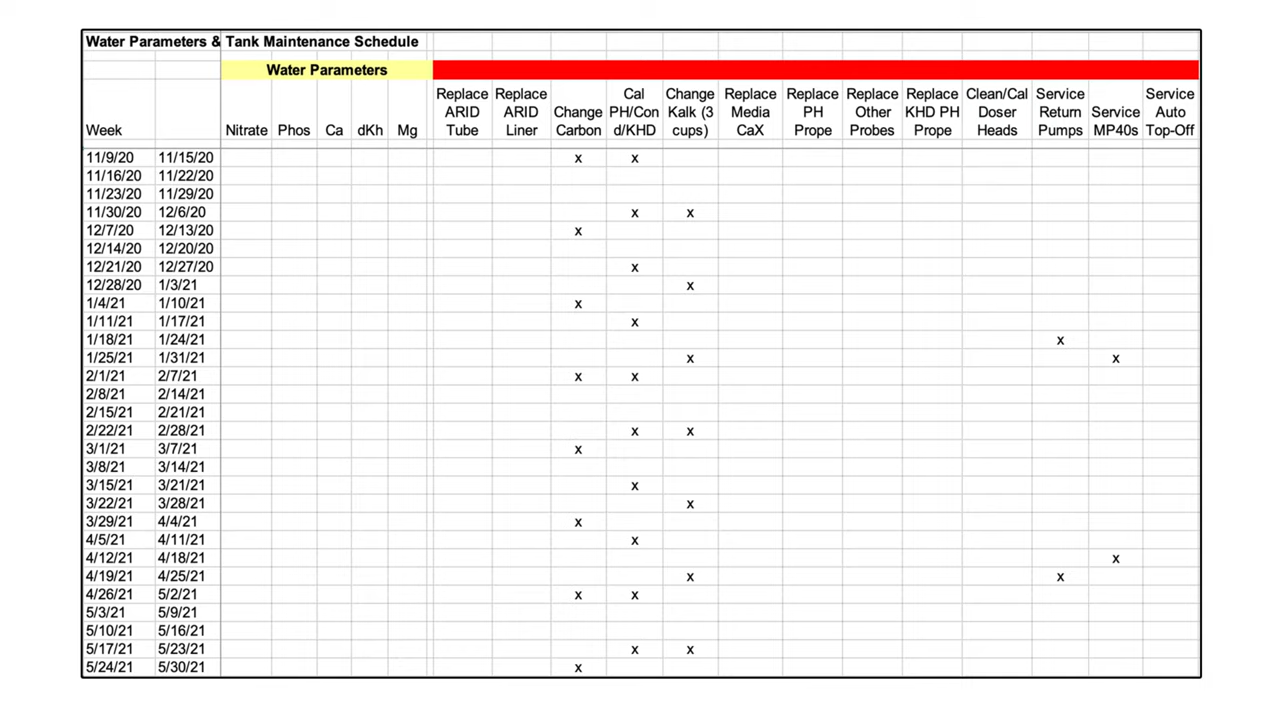 Water Parameters & Tank Maintenance Schedule
Water Parameters
Week Nitrate Phos Ca dKh Mg Replace ARID Tube Replace ARID Liner Change Carbon Cal PH/Con d/KHD Change Kalk (3 cups) Replace Media CaX Replace PH Prope Replace Other Probes Replace KHD PH Prope Clean/Cal Doser Heads Service Return Pumps Service MP40s Service Auto Top-Off
11/9/20 11/15/20 x x
11/16/20 11/22/20
11/23/20 11/29/20
11/30/20 12/6/20 x x
12/7/20 12/13/20 x
12/14/20 12/20/20
12/21/20 12/27/20 x
12/28/20 1/3/21 x
1/4/21 1/10/21 x
1/11/21 1/17/21 x
1/18/21 1/24/21 x
1/25/21 1/31/21 x x
2/1/21 2/7/21 x x
2/8/21 2/14/21
2/15/21 2/21/21
2/22/21 2/28/21 x x
3/1/21 3/7/21 x
3/8/21 3/14/21
3/15/21 3/21/21 x
3/22/21 3/28/21 x
3/29/21 4/4/21 x
4/5/21 4/11/21 x
4/12/21 4/18/21 x
4/19/21 4/25/21 x x
4/26/21 5/2/21 x x
5/3/21 5/9/21
5/10/21 5/16/21
5/17/21 5/23/21 x x
5/24/21 5/30/21 x